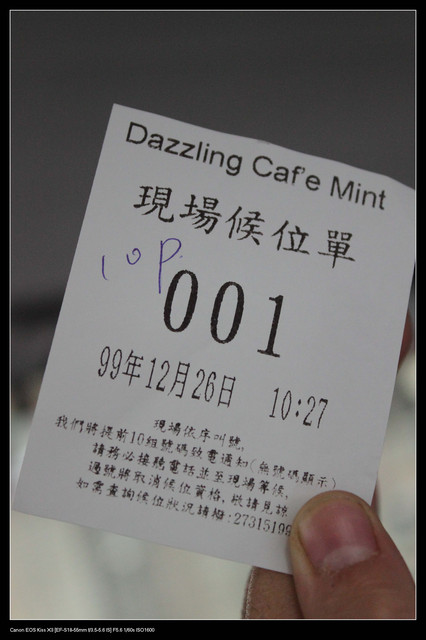 Dazzling Caf'e Mint
現場候位單
10P.
001
99年12月26日 10:27
現場依序叫號,
我們將提前10組號碼致電通知(無號碼顯示)
請務必接聽電話並至現場等候,
過號將取消候位資格,敬請見諒
如需查詢候位狀況請撥:27315199
Canon EOS Kiss X3 [EF-S18-55mm f/3.5-5.6 IS] F5.6 1/60s ISO1600